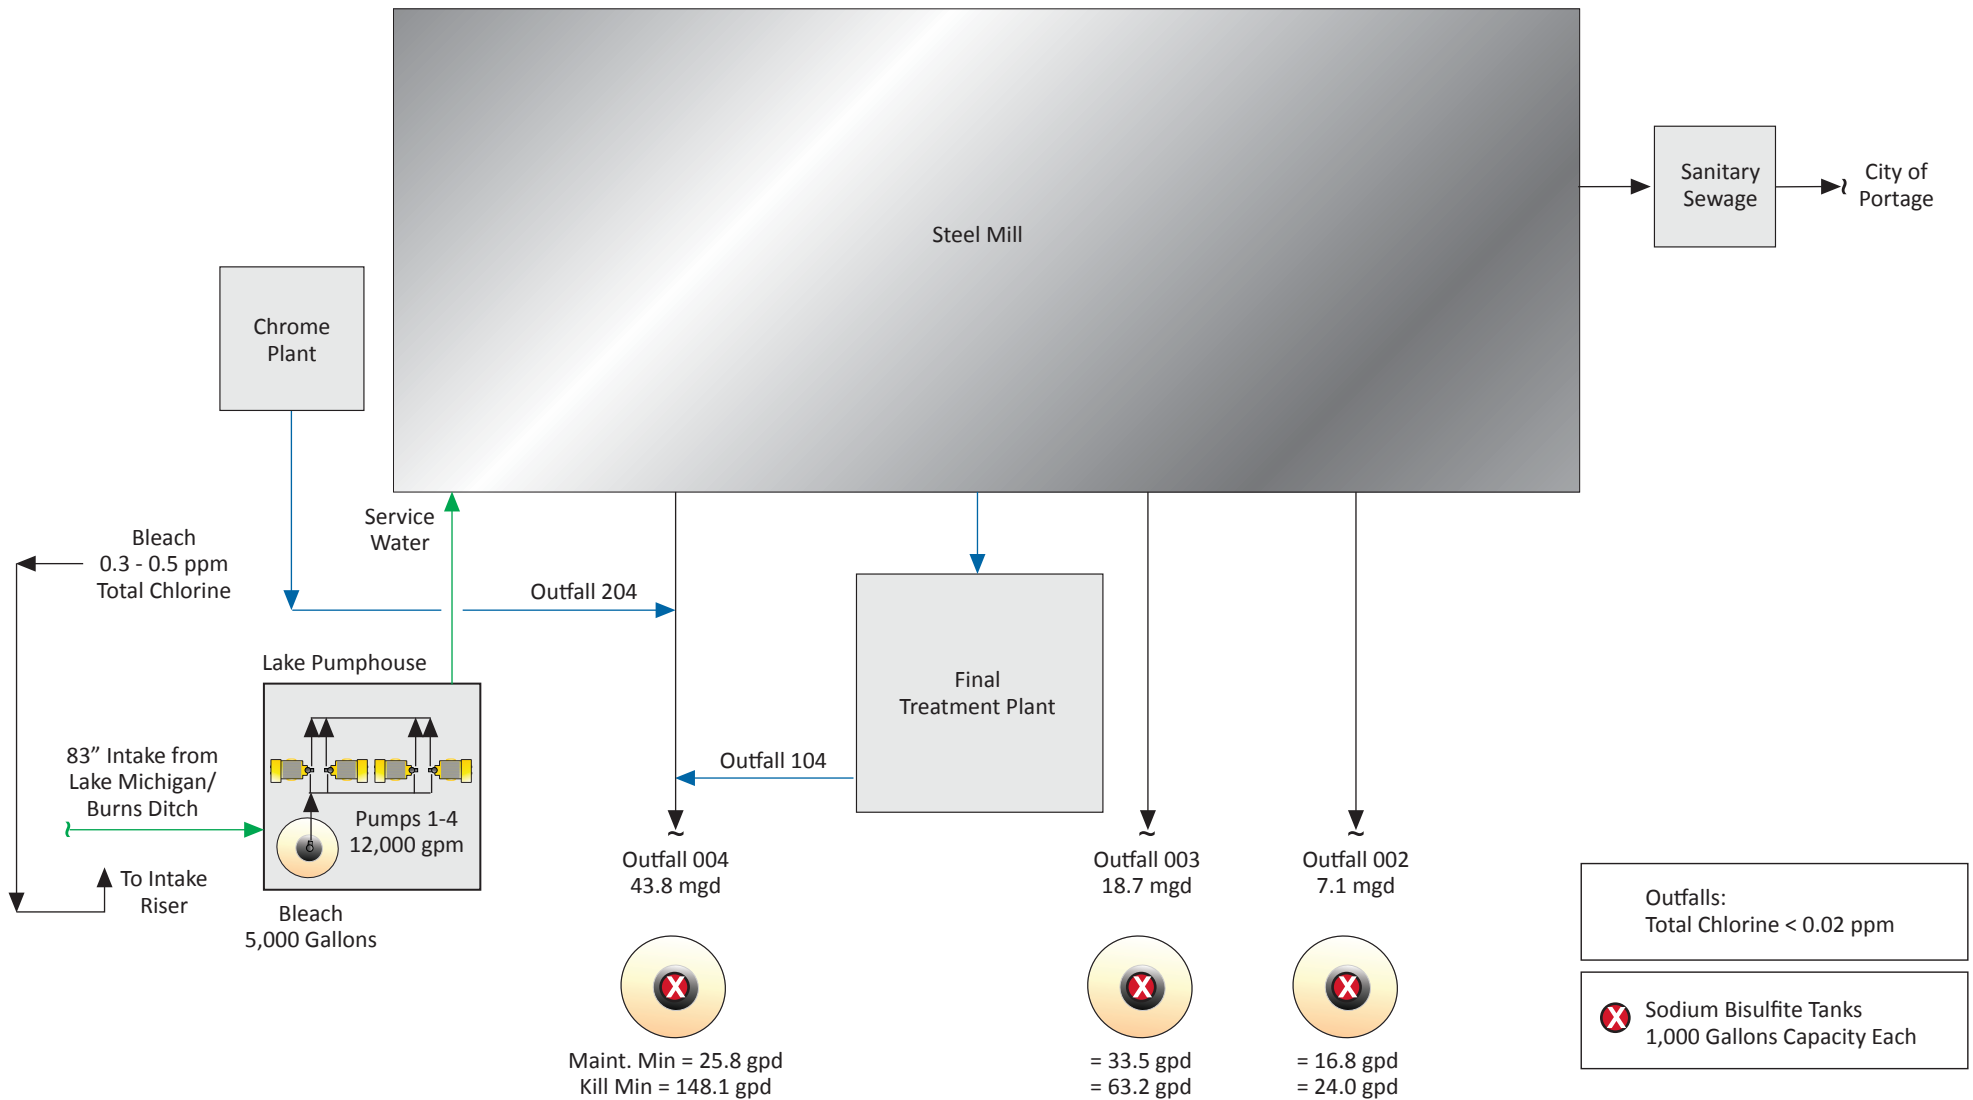 Steel Mill
Sanitary
Sewage
City of
Portage
Chrome
Plant
Service
Water
Bleach
0.3 - 0.5 ppm
Total Chlorine
Outfall 204
Lake Pumphouse
Final
Treatment Plant
83” Intake from
Lake Michigan/
Burns Ditch
Outfall 104
Pumps 1-4
12,000 gpm
To Intake
Riser
Bleach
5,000 Gallons
Outfall 004
43.8 mgd
Outfall 003
18.7 mgd
Outfall 002
7.1 mgd
Outfalls:
Total Chlorine < 0.02 ppm
X
X
X
X
Sodium Bisulfite Tanks
1,000 Gallons Capacity Each
Maint. Min = 25.8 gpd
Kill Min = 148.1 gpd
= 33.5 gpd
= 63.2 gpd
= 16.8 gpd
= 24.0 gpd